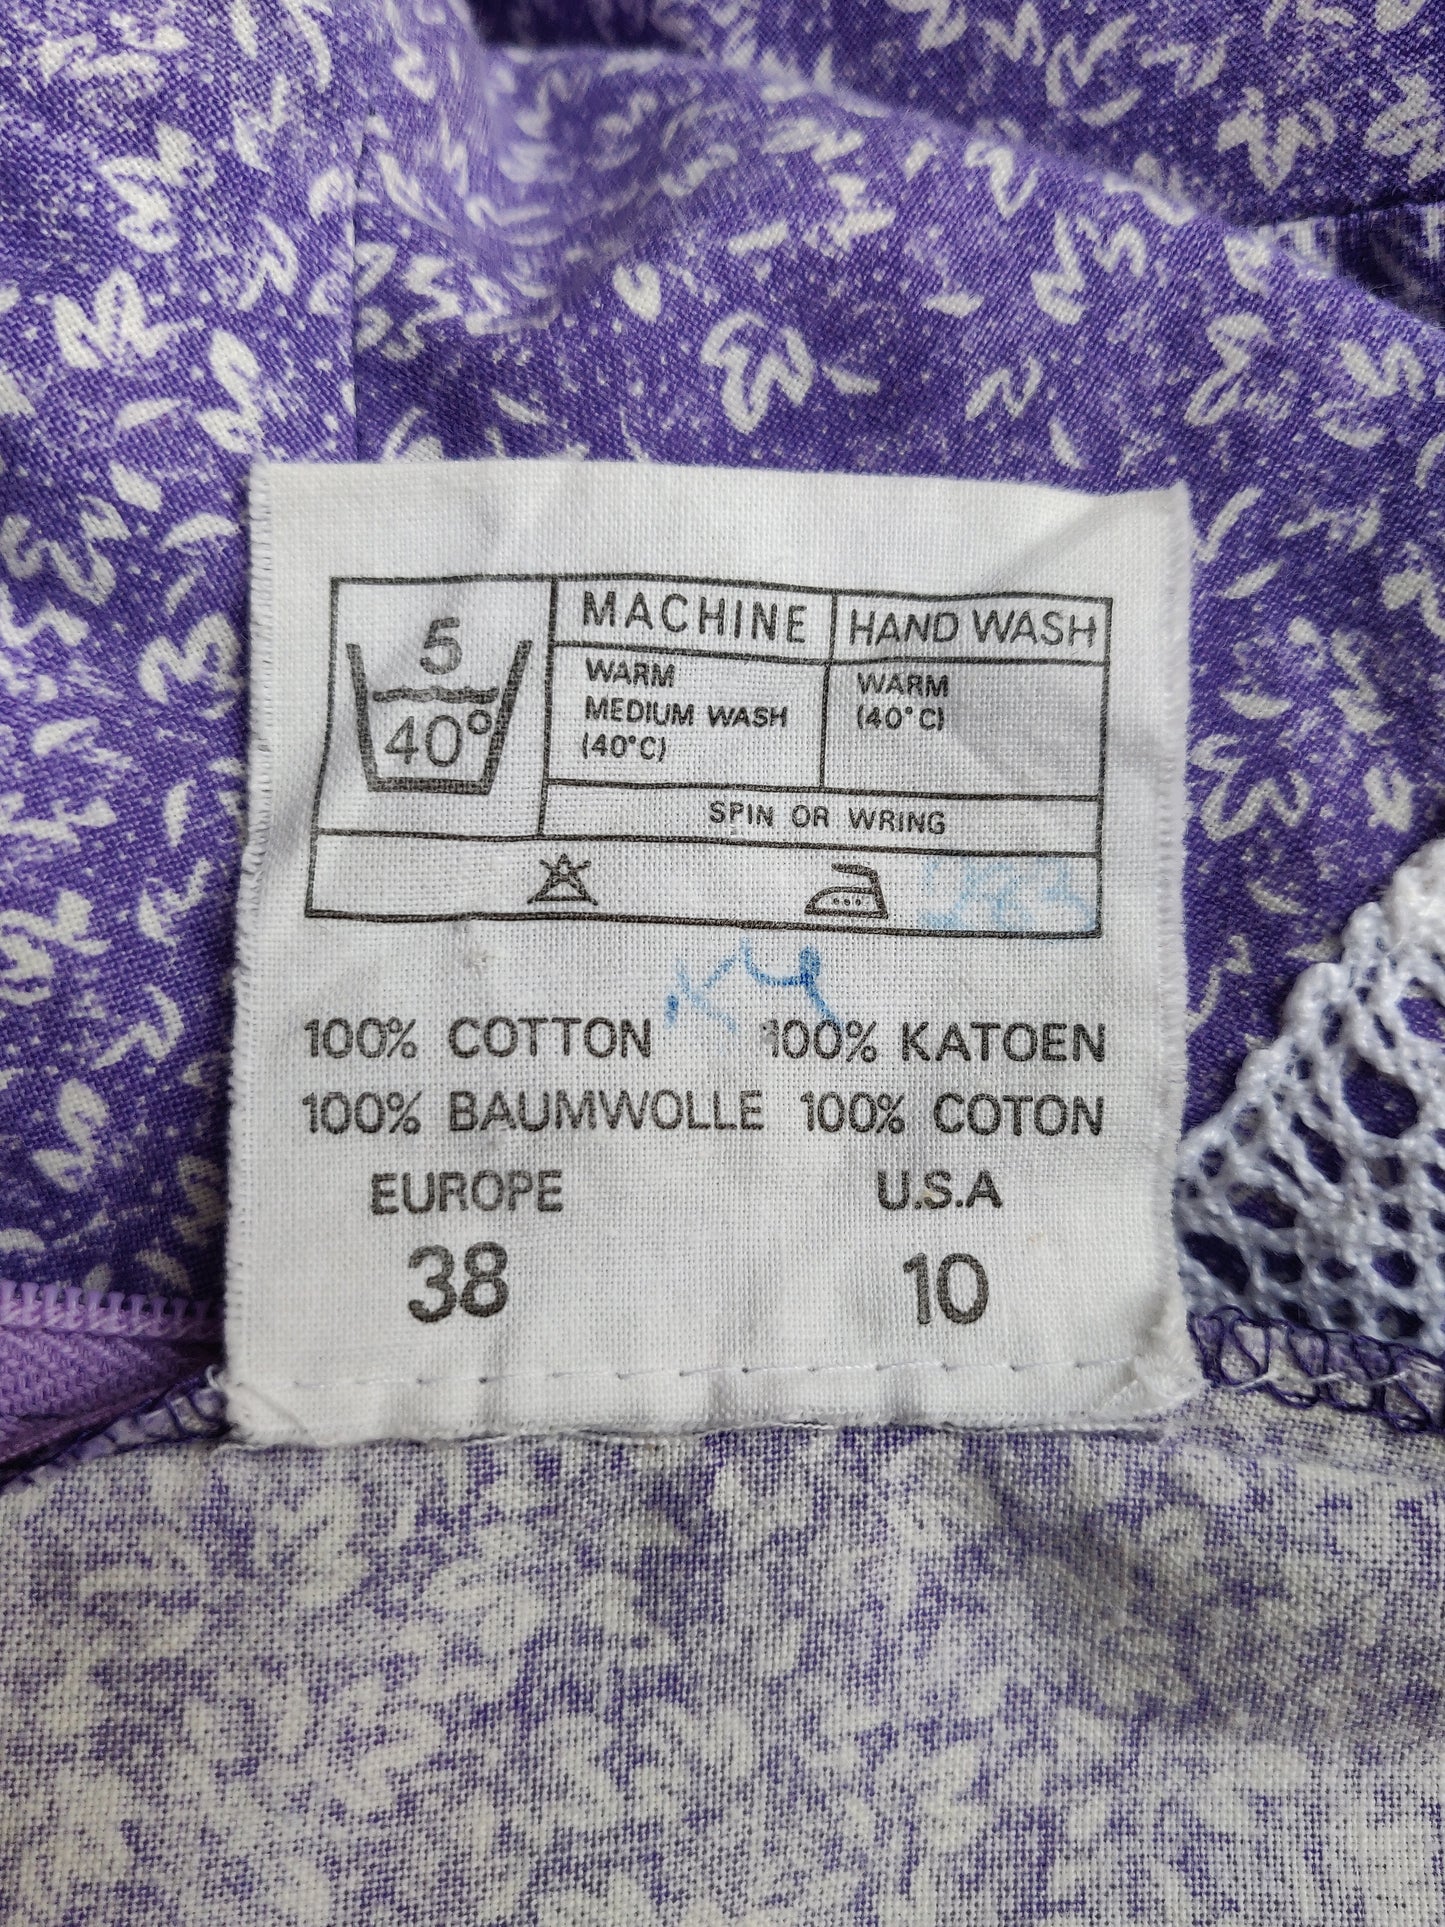 5
40°
MACHINE HAND WASH
WARM
MEDIUM WASH
(40°C)
WARM
(40°C)
SPIN OR WRING
100% COTTON 100% KATOEN
100% BAUMWOLLE 100% COTON
EUROPE U.S.A
38 10